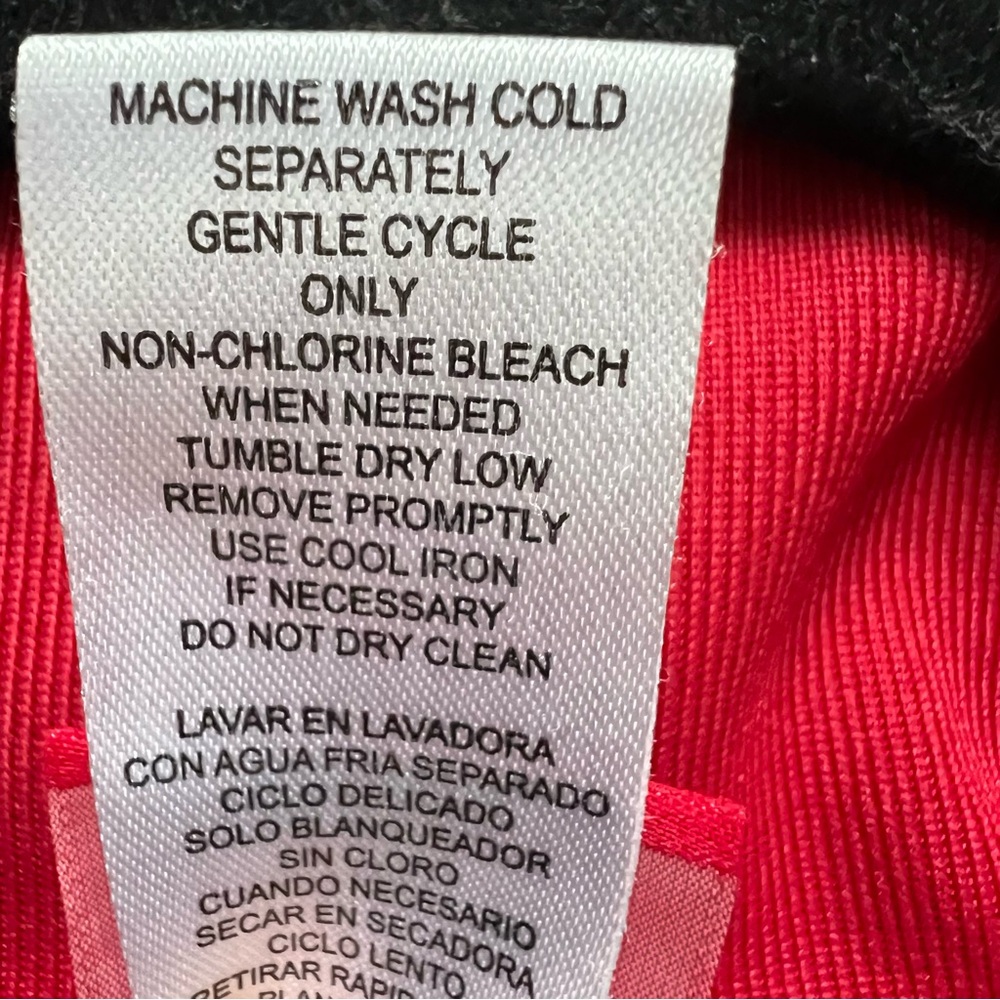 MACHINE WASH COLD
SEPARATELY
GENTLE CYCLE
ONLY
NON-CHLORINE BLEACH
WHEN NEEDED
TUMBLE DRY LOW
REMOVE PROMPTLY
USE COOL IRON
IF NECESSARY
DO NOT DRY CLEAN
LAVAR EN LAVADORA
CON AGUA FRIA SEPARADO
CICLO DELICADO
SOLO BLANQUEADOR
SIN CLORO
CUANDO NECESARIO
SECAR EN SECADORA
CICLO LENTO
RETIRAR